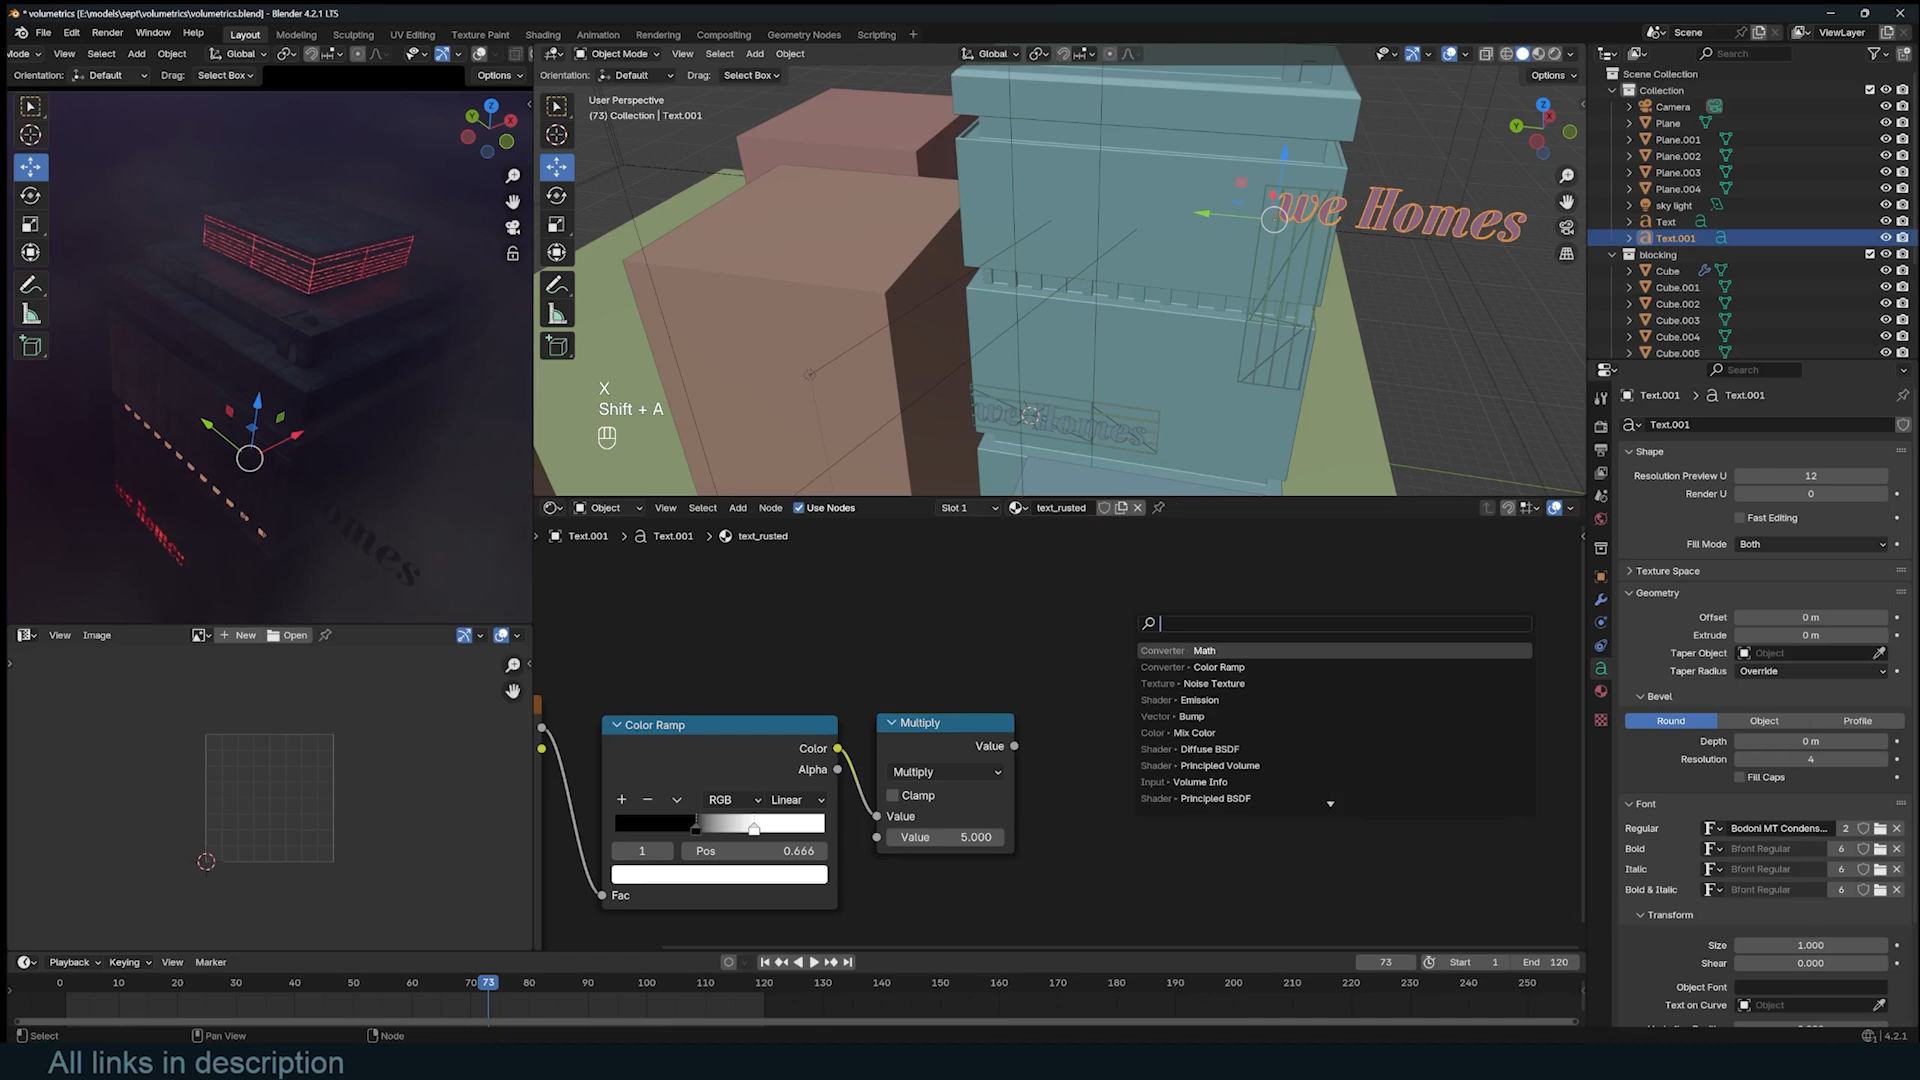 * volumetrics [E:\models\sept\volumetrics\volumetrics.blend] - Blender 4.2.1 LTS
File Edit Render Window Help Layout Modeling Sculpting UV Editing Texture Paint Shading Animation Rendering Compositing Geometry Nodes Scripting + Scene ViewLayer
Mode View Select Add Object Global
Object Mode View Select Add Object Global Search
Orientation: Default Drag: Select Box Options
Orientation: Default Drag: Select Box Options
User Perspective
(73) Collection | Text.001
X
Shift + A
we Homes
we Homes
we Homes
omes
Scene Collection
Collection
Camera
Plane
Plane.001
Plane.002
Plane.003
Plane.004
sky light
Text
Text.001
blocking
Cube
Cube.001
Cube.002
Cube.003
Cube.004
Cube.005
Search
Text.001 > Text.001
Text.001
Shape
Resolution Preview U 12
Render U 0
Fast Editing
Fill Mode Both
Texture Space
Geometry
Offset 0 m
Extrude 0 m
Taper Object Object
Taper Radius Override
Bevel
Round Object Profile
Depth 0 m
Resolution 4
Fill Caps
Font
Regular Bodoni MT Condens... 2
Bold Bfont Regular 6
Italic Bfont Regular 6
Bold & Italic Bfont Regular 6
Transform
Size 1.000
Shear 0.000
Object Font
Text on Curve Object
Object View Select Add Node Use Nodes Slot 1 text_rusted
Text.001 > Text.001 > text_rusted
Converter Math
Converter Color Ramp
Texture Noise Texture
Shader Emission
Vector Bump
Color Mix Color
Shader Diffuse BSDF
Shader Principled Volume
Input Volume Info
Shader Principled BSDF
Color Ramp
Color
Alpha
RGB Linear
1 Pos 0.666
Fac
Multiply
Value
Multiply
Clamp
Value
Value 5.000
View Image New Open
Playback Keying View Marker 73 Start 1 End 120
0 10 20 30 40 50 60 70 73 80 90 100 110 120 130 140 150 160 170 180 190 200 210 220 230 240 250
Select Pan View Node 4.2.1
All links in description